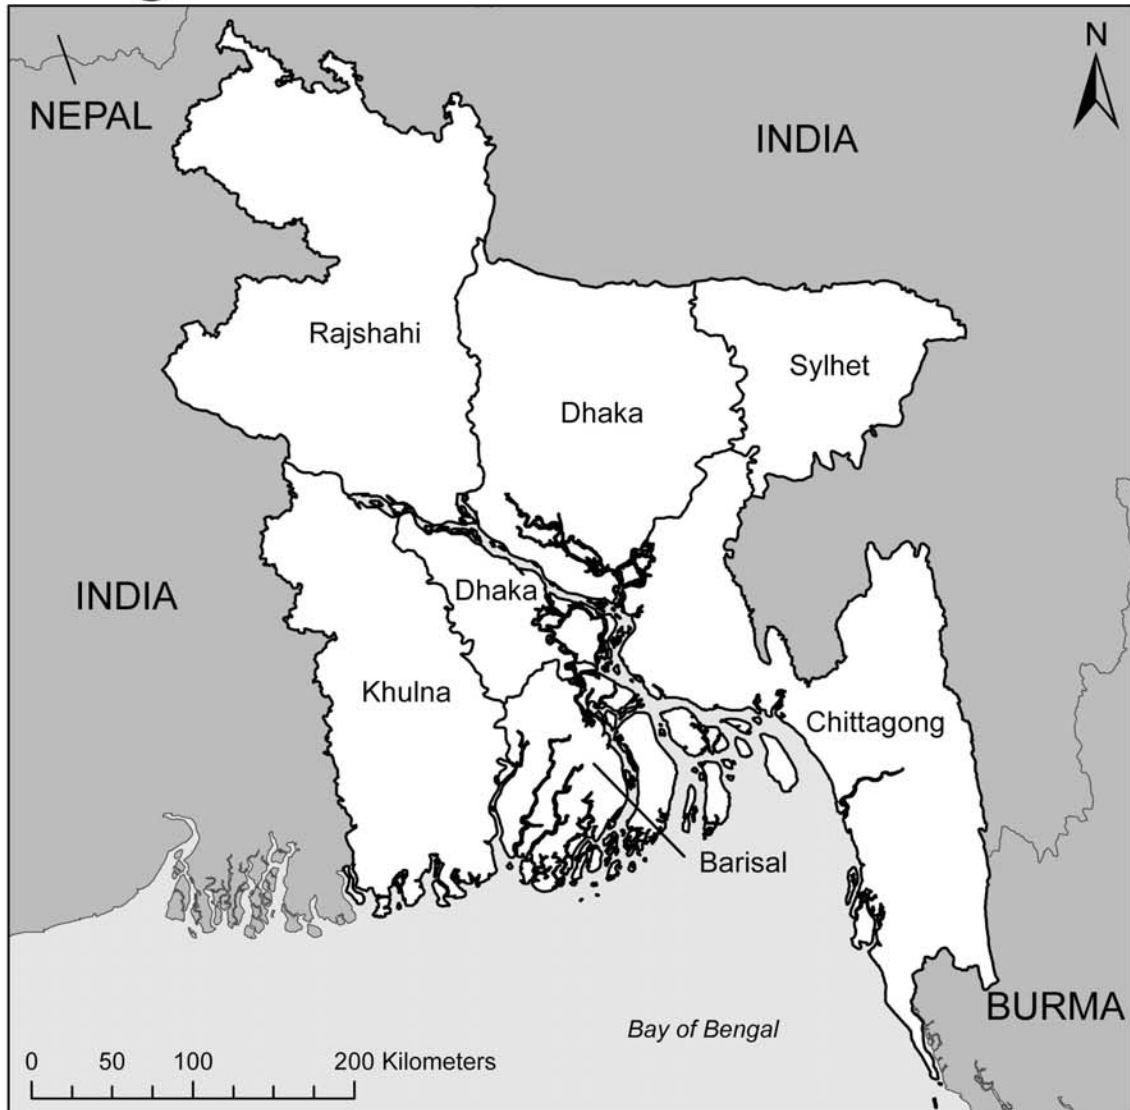 N
NEPAL
INDIA
Rajshahi
Sylhet
Dhaka
Dhaka
INDIA
Khulna
Chittagong
Barisal
BURMA
Bay of Bengal
0 50 100 200 Kilometers